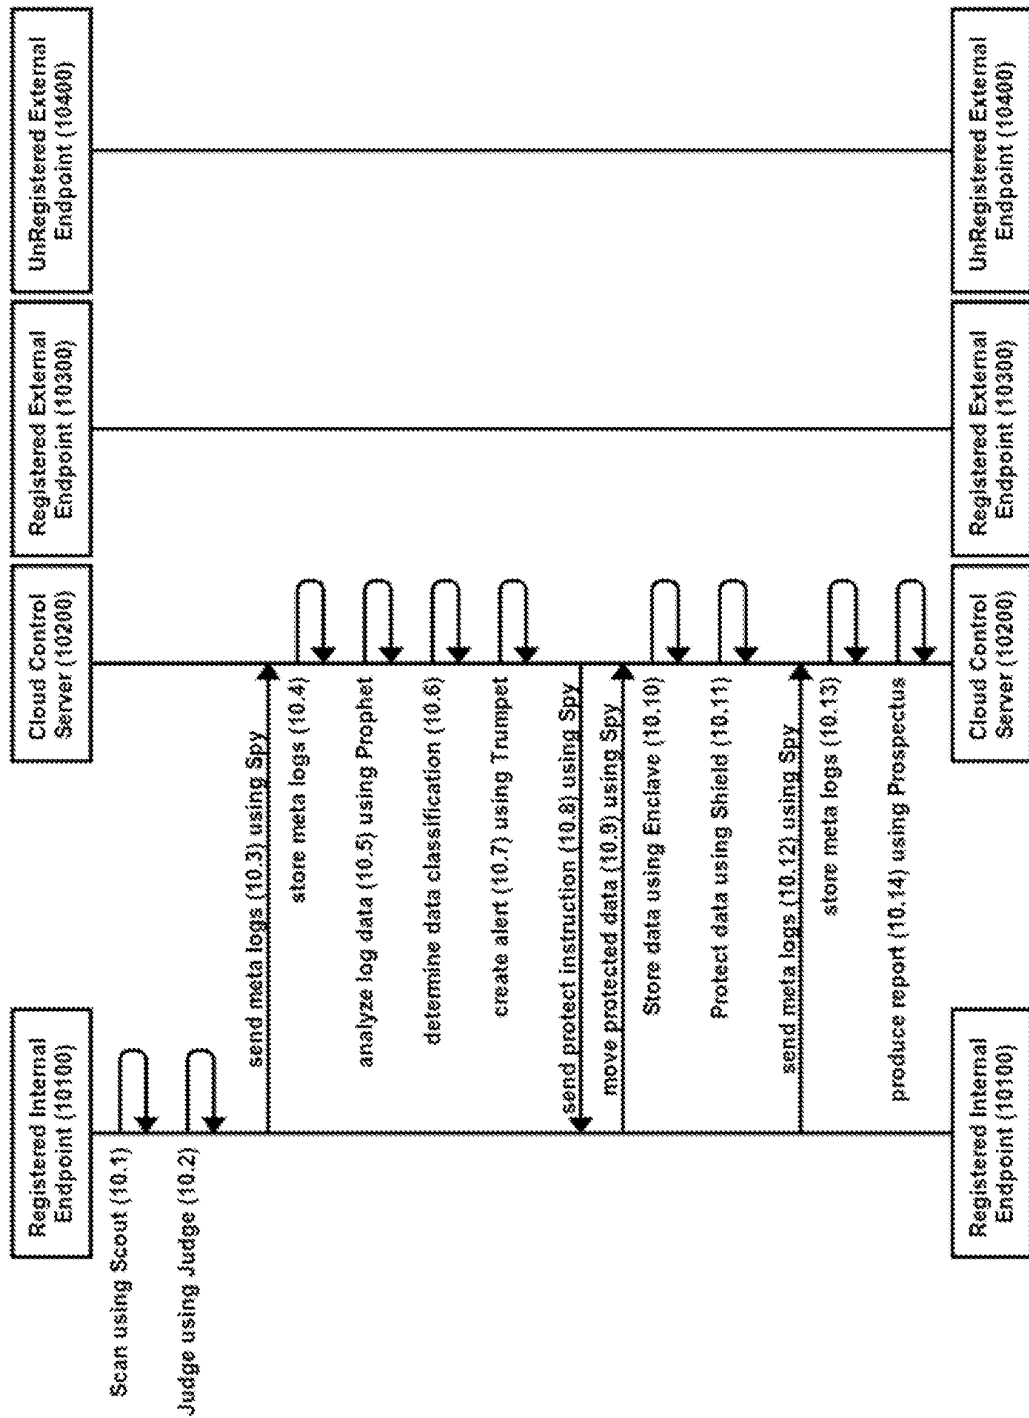 Registered Internal
Endpoint (10100)
Cloud Control
Server (10200)
Registered External
Endpoint (10300)
UnRegistered External
Endpoint (10400)
Scan using Scout (10.1)
Judge using Judge (10.2)
send meta logs (10.3) using Spy
store meta logs (10.4)
analyze log data (10.5) using Prophet
determine data classification (10.6)
create alert (10.7) using Trumpet
send protect instruction (10.8) using Spy
move protected data (10.9) using Spy
Store data using Enclave (10.10)
Protect data using Shield (10.11)
send meta logs (10.12) using Spy
store meta logs (10.13)
produce report (10.14) using Prospectus
Registered Internal
Endpoint (10100)
Cloud Control
Server (10200)
Registered External
Endpoint (10300)
UnRegistered External
Endpoint (10400)